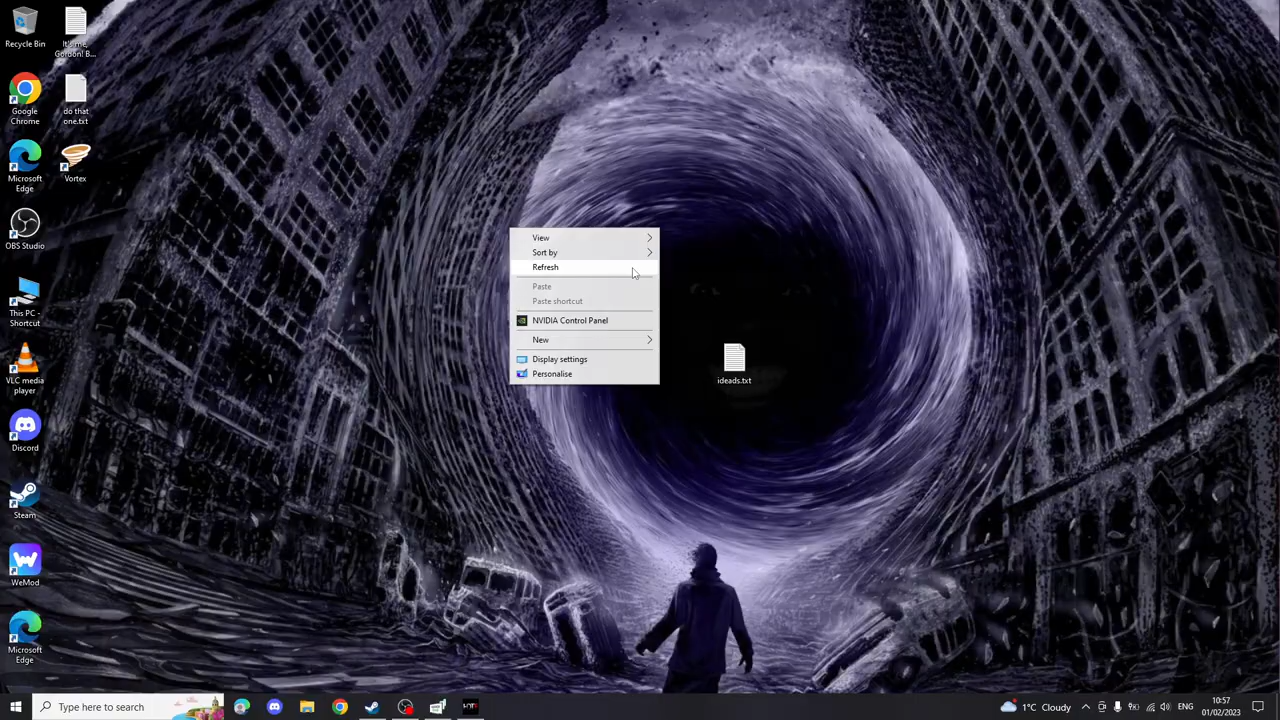 Recycle Bin
It's me,
Gordon! B...
Google
Chrome
do that
one.txt
Microsoft
Edge
Vortex
OBS Studio
This PC -
Shortcut
VLC media
player
Discord
Steam
WeMod
Microsoft
Edge
View
Sort by
Refresh
Paste
Paste shortcut
NVIDIA Control Panel
New
Display settings
Personalise
ideads.txt
Type here to search
1°C Cloudy
ENG
10:57
01/02/2023